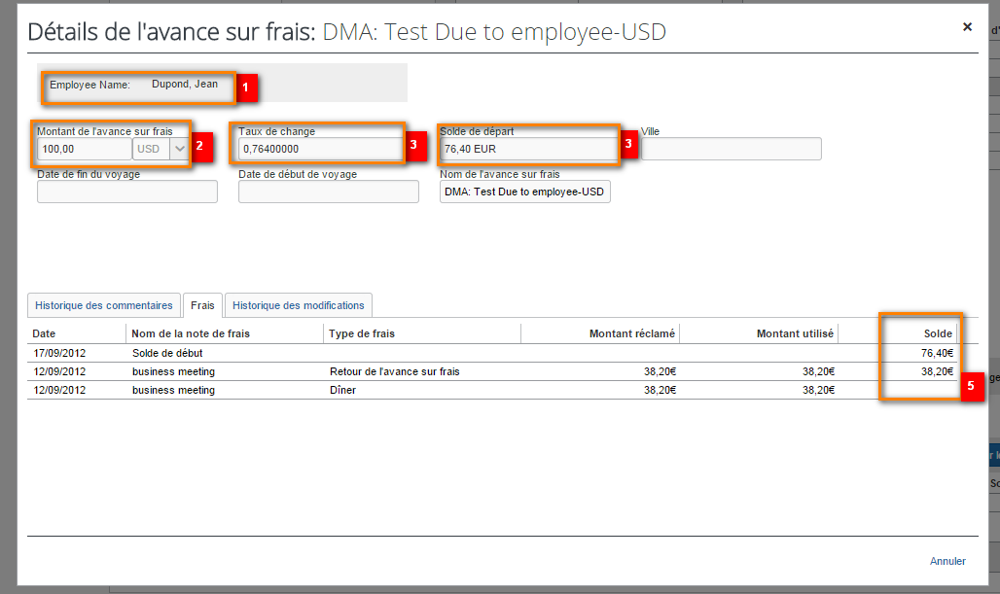 Détails de l'avance sur frais: DMA: Test Due to employee-USD ×
d'
Employee Name: Dupond, Jean 1
Montant de l'avance sur frais Taux de change Solde de départ Ville
100,00 USD 2 0,76400000 3 76,40 EUR 3
Date de fin du voyage Date de début de voyage Nom de l'avance sur frais
DMA: Test Due to employee-USD
Historique des commentaires Frais Historique des modifications
Date Nom de la note de frais Type de frais Montant réclamé Montant utilisé Solde
17/09/2012 Solde de début 76,40€
12/09/2012 business meeting Retour de l'avance sur frais 38,20€ 38,20€ 38,20€
12/09/2012 business meeting Dîner 38,20€ 38,20€ 5
Annuler